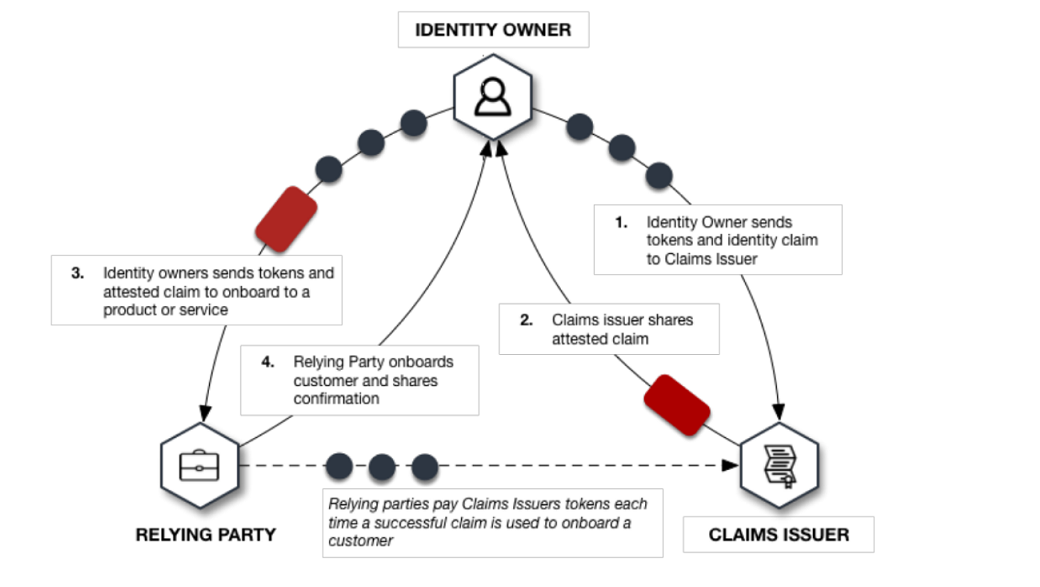 IDENTITY OWNER
1. Identity Owner sends
tokens and identity claim
to Claims Issuer
3. Identity owners sends tokens and
attested claim to onboard to a
product or service
2. Claims issuer shares
attested claim
4. Relying Party onboards
customer and shares
confirmation
Relying parties pay Claims Issuers tokens each
time a successful claim is used to onboard a
customer
RELYING PARTY
CLAIMS ISSUER